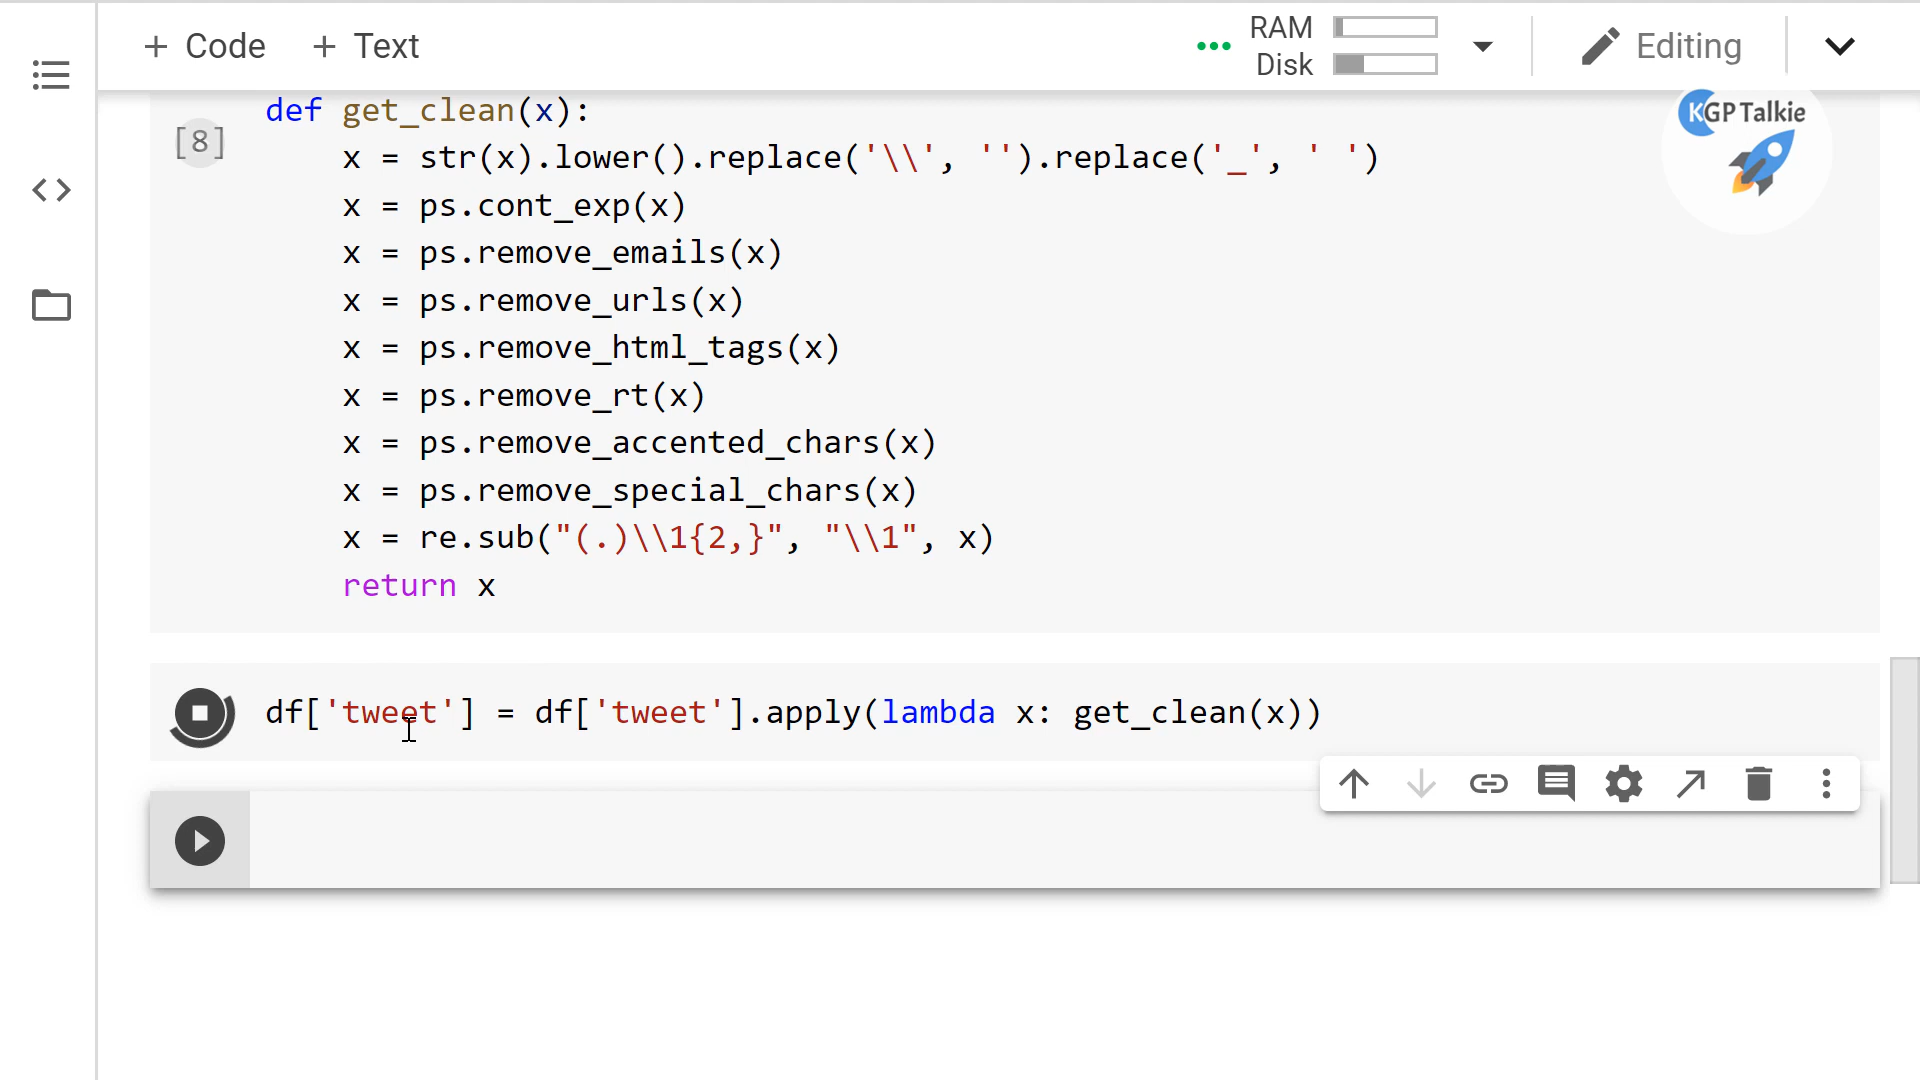 + Code + Text
RAM
Disk
Editing
KGP Talkie
[8]
def get_clean(x):
x = str(x).lower().replace('\\', '').replace('_', ' ')
x = ps.cont_exp(x)
x = ps.remove_emails(x)
x = ps.remove_urls(x)
x = ps.remove_html_tags(x)
x = ps.remove_rt(x)
x = ps.remove_accented_chars(x)
x = ps.remove_special_chars(x)
x = re.sub("(.)\\1{2,}", "\\1", x)
return x
df['tweet'] = df['tweet'].apply(lambda x: get_clean(x))